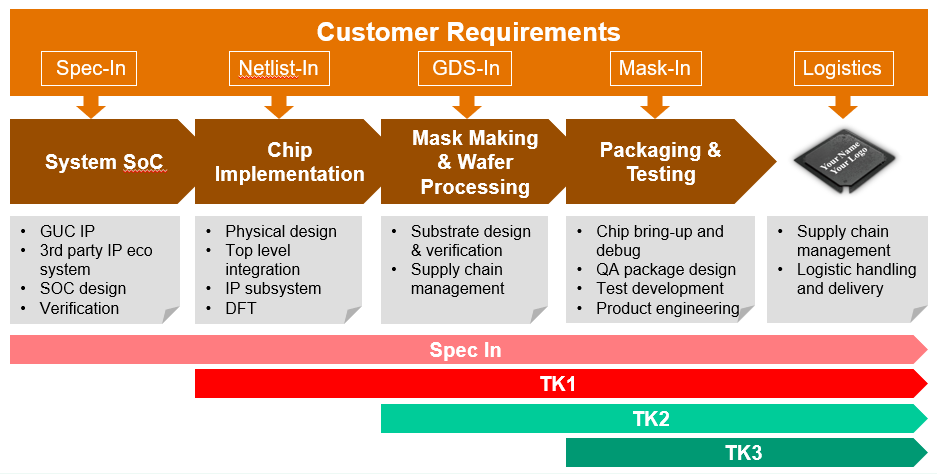 Customer Requirements
Spec-In
Netlist-In
GDS-In
Mask-In
Logistics
System SoC
Chip
Implementation
Mask Making
& Wafer
Processing
Packaging &
Testing
Your Name
Your Logo
• GUC IP
• 3rd party IP eco
system
• SOC design
• Verification
• Physical design
• Top level
integration
• IP subsystem
• DFT
• Substrate design
& verification
• Supply chain
management
• Chip bring-up and
debug
• QA package design
• Test development
• Product engineering
• Supply chain
management
• Logistic handling
and delivery
Spec In
TK1
TK2
TK3